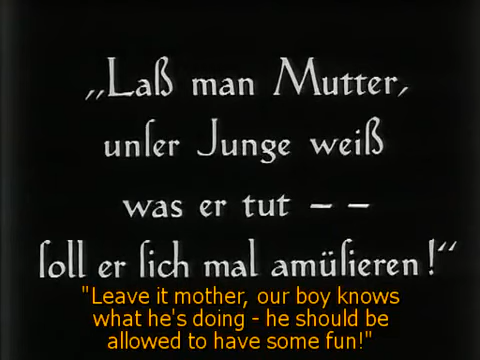 „Laß man Mutter,
unſer Junge weiß
was er tut – –
ſoll er ſich mal amüſieren!“
"Leave it mother, our boy knows
what he's doing - he should be
allowed to have some fun!"